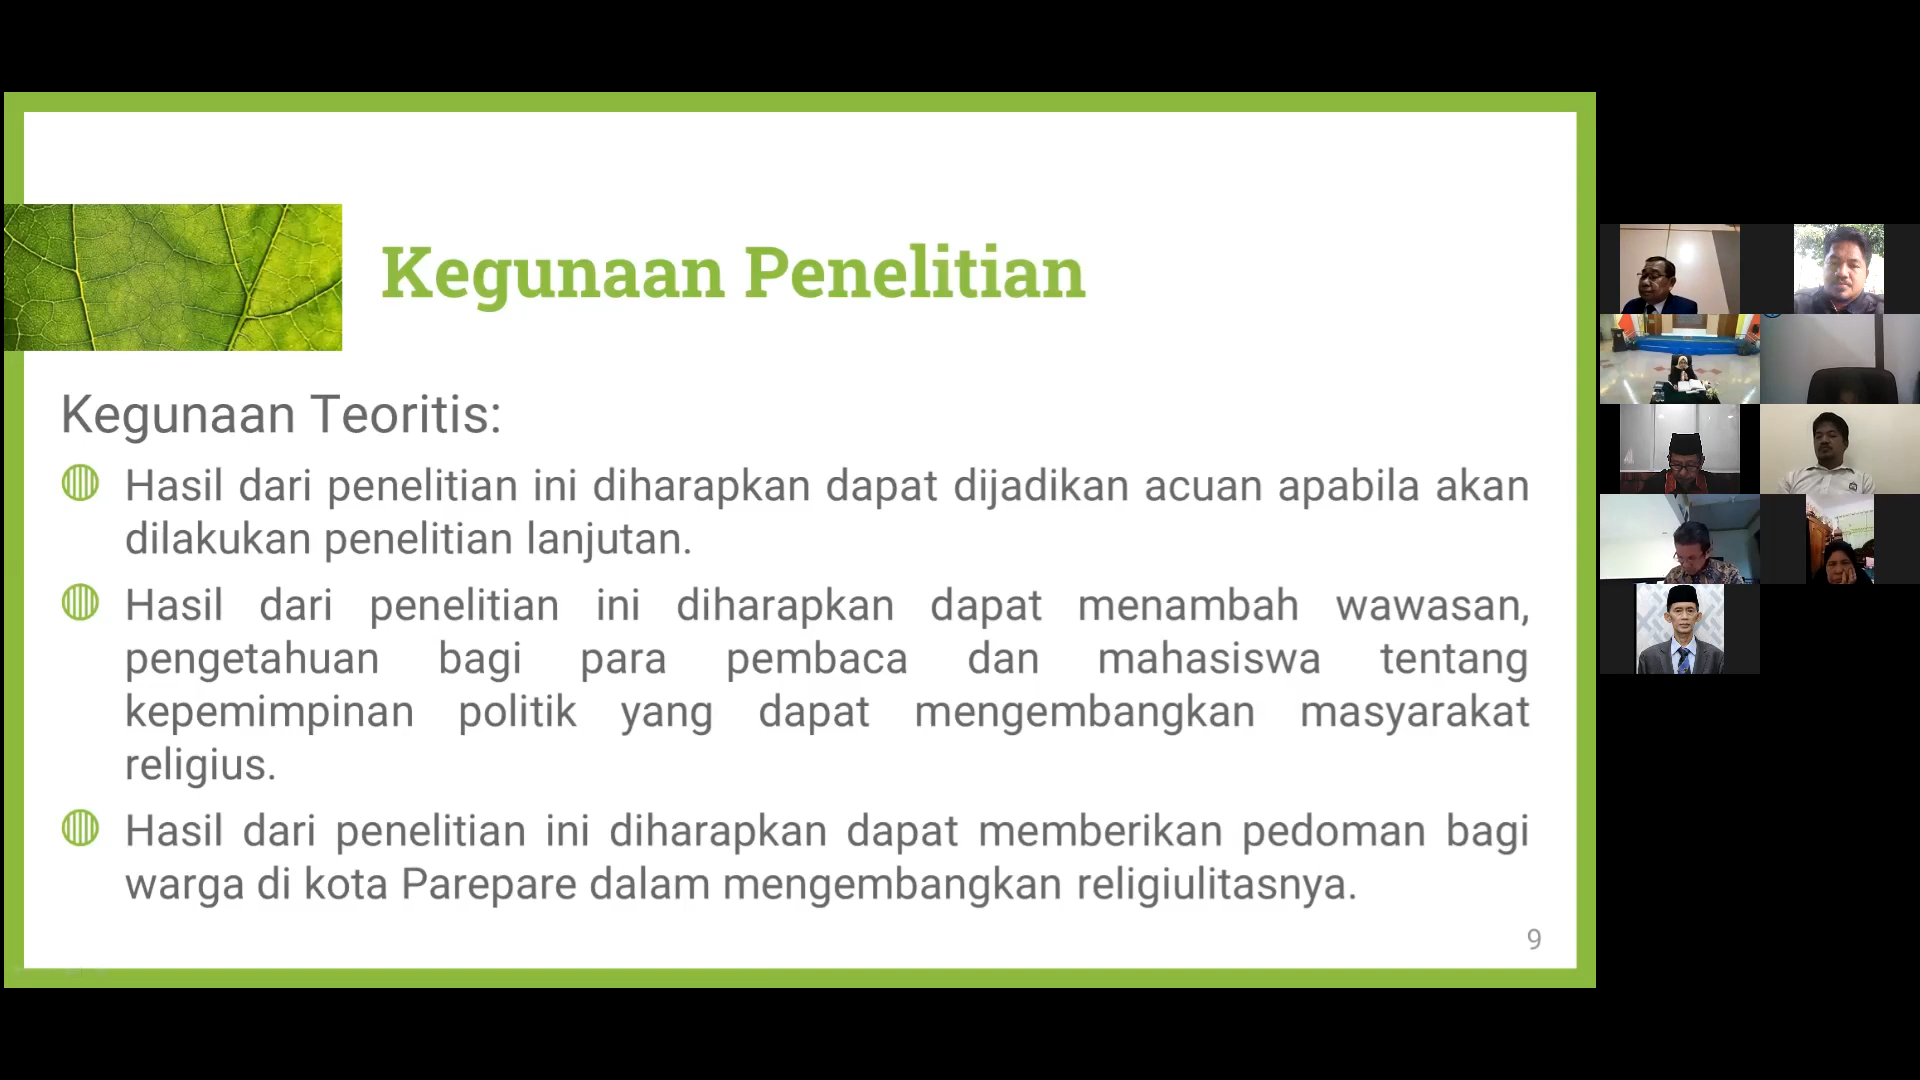 Kegunaan Penelitian
Kegunaan Teoritis:
Hasil dari penelitian ini diharapkan dapat dijadikan acuan apabila akan
dilakukan penelitian lanjutan.
Hasil dari penelitian ini diharapkan dapat menambah wawasan,
pengetahuan bagi para pembaca dan mahasiswa tentang
kepemimpinan politik yang dapat mengembangkan masyarakat
religius.
Hasil dari penelitian ini diharapkan dapat memberikan pedoman bagi
warga di kota Parepare dalam mengembangkan religiulitasnya.
9